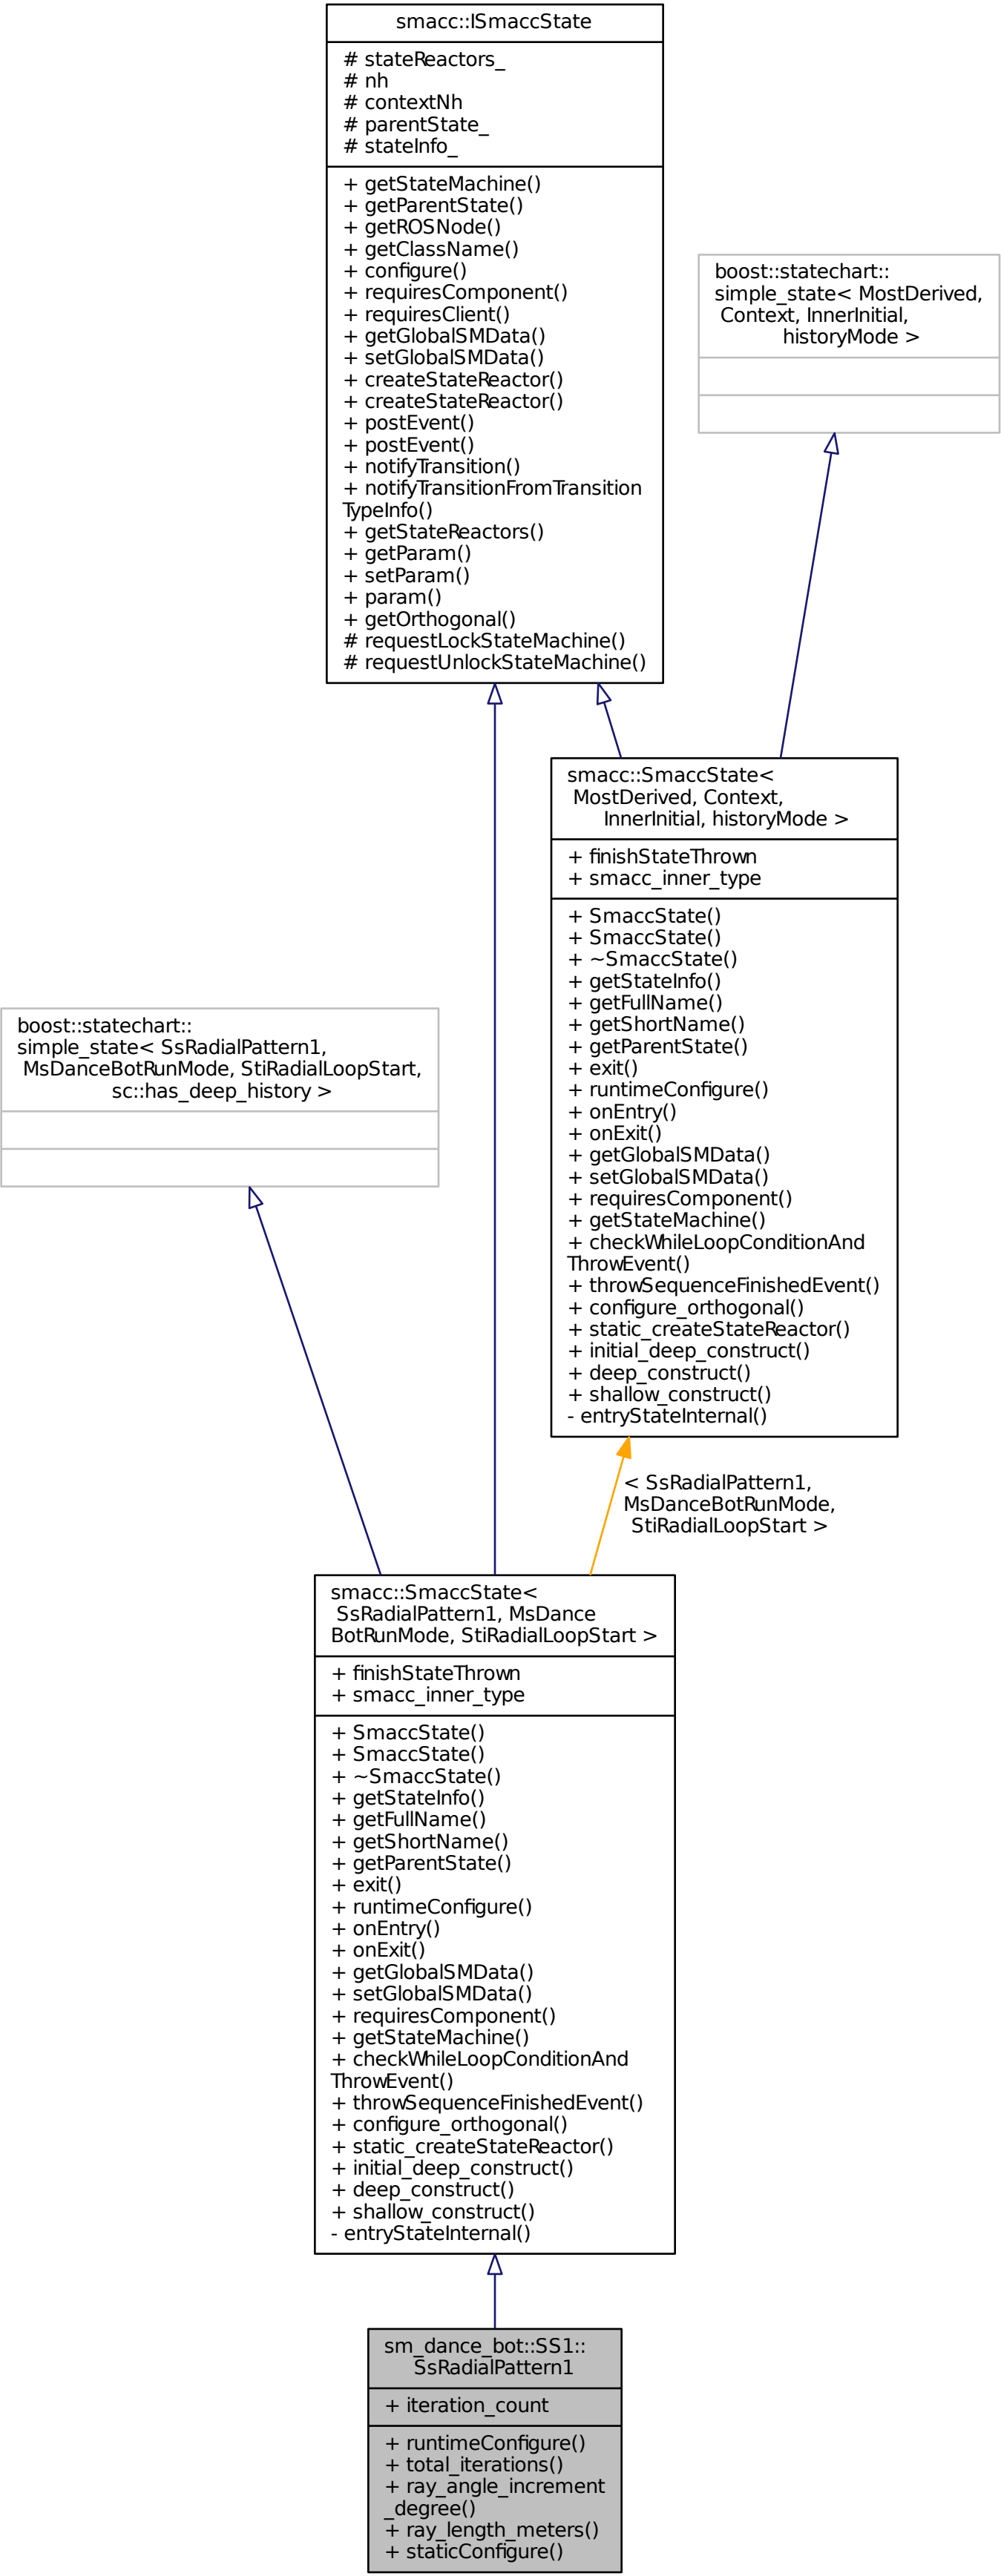 smacc::ISmaccState
# stateReactors_
# nh
# contextNh
# parentState_
# stateInfo_
+ getStateMachine()
+ getParentState()
+ getROSNode()
+ getClassName()
+ configure()
+ requiresComponent()
+ requiresClient()
+ getGlobalSMData()
+ setGlobalSMData()
+ createStateReactor()
+ createStateReactor()
+ postEvent()
+ postEvent()
+ notifyTransition()
+ notifyTransitionFromTransition
TypeInfo()
+ getStateReactors()
+ getParam()
+ setParam()
+ param()
+ getOrthogonal()
# requestLockStateMachine()
# requestUnlockStateMachine()
boost::statechart::
simple_state< MostDerived,
Context, InnerInitial,
historyMode >
smacc::SmaccState<
MostDerived, Context,
InnerInitial, historyMode >
+ finishStateThrown
+ smacc_inner_type
+ SmaccState()
+ SmaccState()
+ ~SmaccState()
+ getStateInfo()
+ getFullName()
+ getShortName()
+ getParentState()
+ exit()
+ runtimeConfigure()
+ onEntry()
+ onExit()
+ getGlobalSMData()
+ setGlobalSMData()
+ requiresComponent()
+ getStateMachine()
+ checkWhileLoopConditionAnd
ThrowEvent()
+ throwSequenceFinishedEvent()
+ configure_orthogonal()
+ static_createStateReactor()
+ initial_deep_construct()
+ deep_construct()
+ shallow_construct()
- entryStateInternal()
boost::statechart::
simple_state< SsRadialPattern1,
MsDanceBotRunMode, StiRadialLoopStart,
sc::has_deep_history >
< SsRadialPattern1,
MsDanceBotRunMode,
StiRadialLoopStart >
smacc::SmaccState<
SsRadialPattern1, MsDance
BotRunMode, StiRadialLoopStart >
+ finishStateThrown
+ smacc_inner_type
+ SmaccState()
+ SmaccState()
+ ~SmaccState()
+ getStateInfo()
+ getFullName()
+ getShortName()
+ getParentState()
+ exit()
+ runtimeConfigure()
+ onEntry()
+ onExit()
+ getGlobalSMData()
+ setGlobalSMData()
+ requiresComponent()
+ getStateMachine()
+ checkWhileLoopConditionAnd
ThrowEvent()
+ throwSequenceFinishedEvent()
+ configure_orthogonal()
+ static_createStateReactor()
+ initial_deep_construct()
+ deep_construct()
+ shallow_construct()
- entryStateInternal()
sm_dance_bot::SS1::
SsRadialPattern1
+ iteration_count
+ runtimeConfigure()
+ total_iterations()
+ ray_angle_increment
_degree()
+ ray_length_meters()
+ staticConfigure()